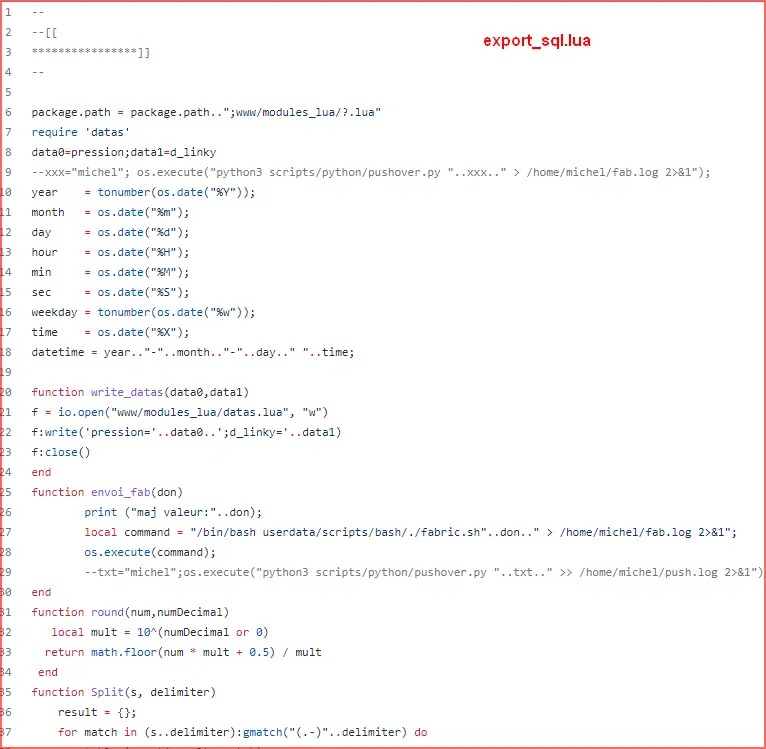 export_sql.lua
1 --
2 --[[
3 ****************]]
4 --
5
6 package.path = package.path..";www/modules_lua/?.lua"
7 require 'datas'
8 data0=pression;data1=d_linky
9 --xxx="michel"; os.execute("python3 scripts/python/pushover.py "..xxx.." > /home/michel/fab.log 2>&1");
10 year    = tonumber(os.date("%Y"));
11 month   = os.date("%m");
12 day     = os.date("%d");
13 hour    = os.date("%H");
14 min     = os.date("%M");
15 sec     = os.date("%S");
16 weekday = tonumber(os.date("%w"));
17 time    = os.date("%X");
18 datetime = year.."-"..month.."-"..day.." "..time;
19
20 function write_datas(data0,data1)
21 f = io.open("www/modules_lua/datas.lua", "w")
22 f:write('pression='..data0..';d_linky='..data1)
23 f:close()
24 end
25 function envoi_fab(don)
26         print ("maj valeur:"..don);
27         local command = "/bin/bash userdata/scripts/bash/./fabric.sh"..don.." > /home/michel/fab.log 2>&1";
28         os.execute(command);
29         --txt="michel";os.execute("python3 scripts/python/pushover.py "..txt.." >> /home/michel/push.log 2>&1")
30 end
31 function round(num,numDecimal)
32    local mult = 10^(numDecimal or 0)
33   return math.floor(num * mult + 0.5) / mult
34  end
35 function Split(s, delimiter)
36     result = {};
37     for match in (s..delimiter):gmatch("(.-)"..delimiter) do